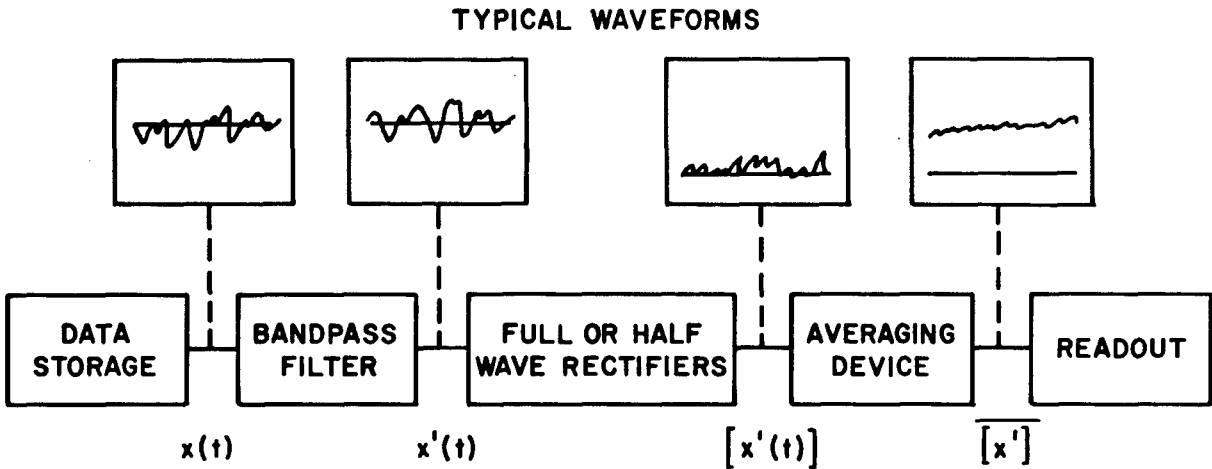 TYPICAL WAVEFORMS
DATA
STORAGE
BANDPASS
FILTER
FULL OR HALF
WAVE RECTIFIERS
AVERAGING
DEVICE
READOUT
x(t)
x'(t)
[x'(t)]
[x']